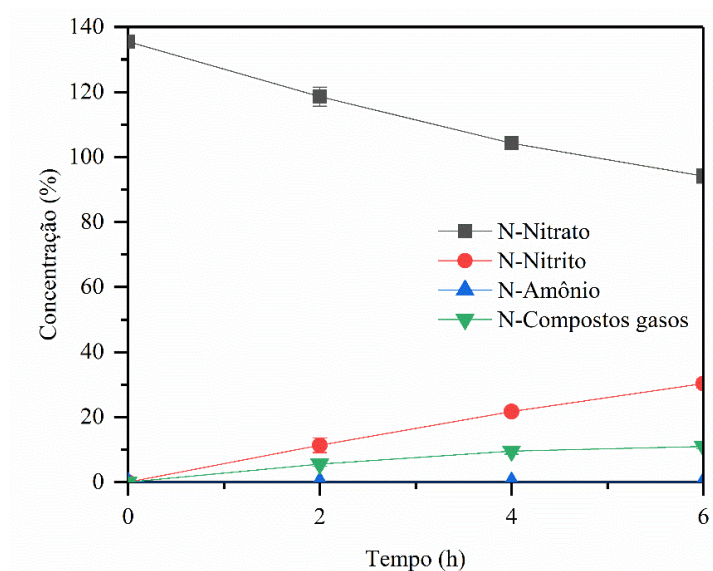 140
120
100
80
60
40
20
0
Concentração (%)
N-Nitrato
N-Nitrito
N-Amônio
N-Compostos gasos
0 2 4 6
Tempo (h)